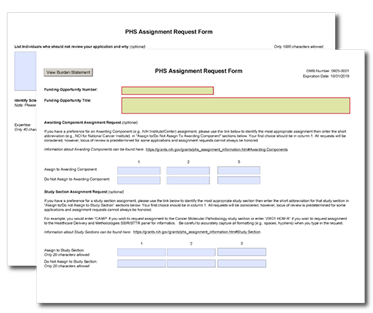 PHS Assignment Request Form
List individuals who should not review your application and why (optional)
Only 1000 characters allowed
Identify Scie
Note: Please
Expertise:
Only 40 cha
View Burden Statement
PHS Assignment Request Form
OMB Number: 0925-0001
Expiration Date: 10/31/2018
Funding Opportunity Number:
Funding Opportunity Title:
Awarding Component Assignment Request (optional)
If you have a preference for an Awarding Component (e.g., NIH Institute/Center) assignment, please use the link below to identify the most appropriate assignment then enter the short
abbreviation (e.g., NCI for National Cancer Institute) in "Assign to/Do Not Assign To Awarding Component" sections below. Your first choice should be in column 1. All requests will be
considered; however, locus of review is predetermined for some applications and assignment requests cannot always be honored.
Information about Awarding Components can be found here: https://grants.nih.gov/grants/phs_assignment_information.htm#AwardingComponents
1 2 3
Assign to Awarding Component:
Do Not Assign to Awarding Component:
Study Section Assignment Request (optional)
If you have a preference for a study section assignment, please use the link below to identify the most appropriate study section then enter the short abbreviation for that study section in
"Assign to/Do Not Assign to Study Section" sections below. Your first choice should be in column 1. All requests will be considered; however, locus of review is predetermined for some
applications and assignment requests cannot always be honored.
For example, you would enter "CAMP" if you wish to request assignment to the Cancer Molecular Pathobiology study section or enter "ZRG1 HDM-R" if you wish to request assignment
to the Healthcare Delivery and Methodologies SBIR/STTR panel for informatics. Be careful to accurately capture all formatting (e.g., spaces, hyphens) when you type in the request.
Information about Study Sections can be found here: https://grants.nih.gov/grants/phs_assignment_information.htm#StudySection
1 2 3
Assign to Study Section:
Only 20 characters allowed
Do Not Assign to Study Section:
Only 20 characters allowed